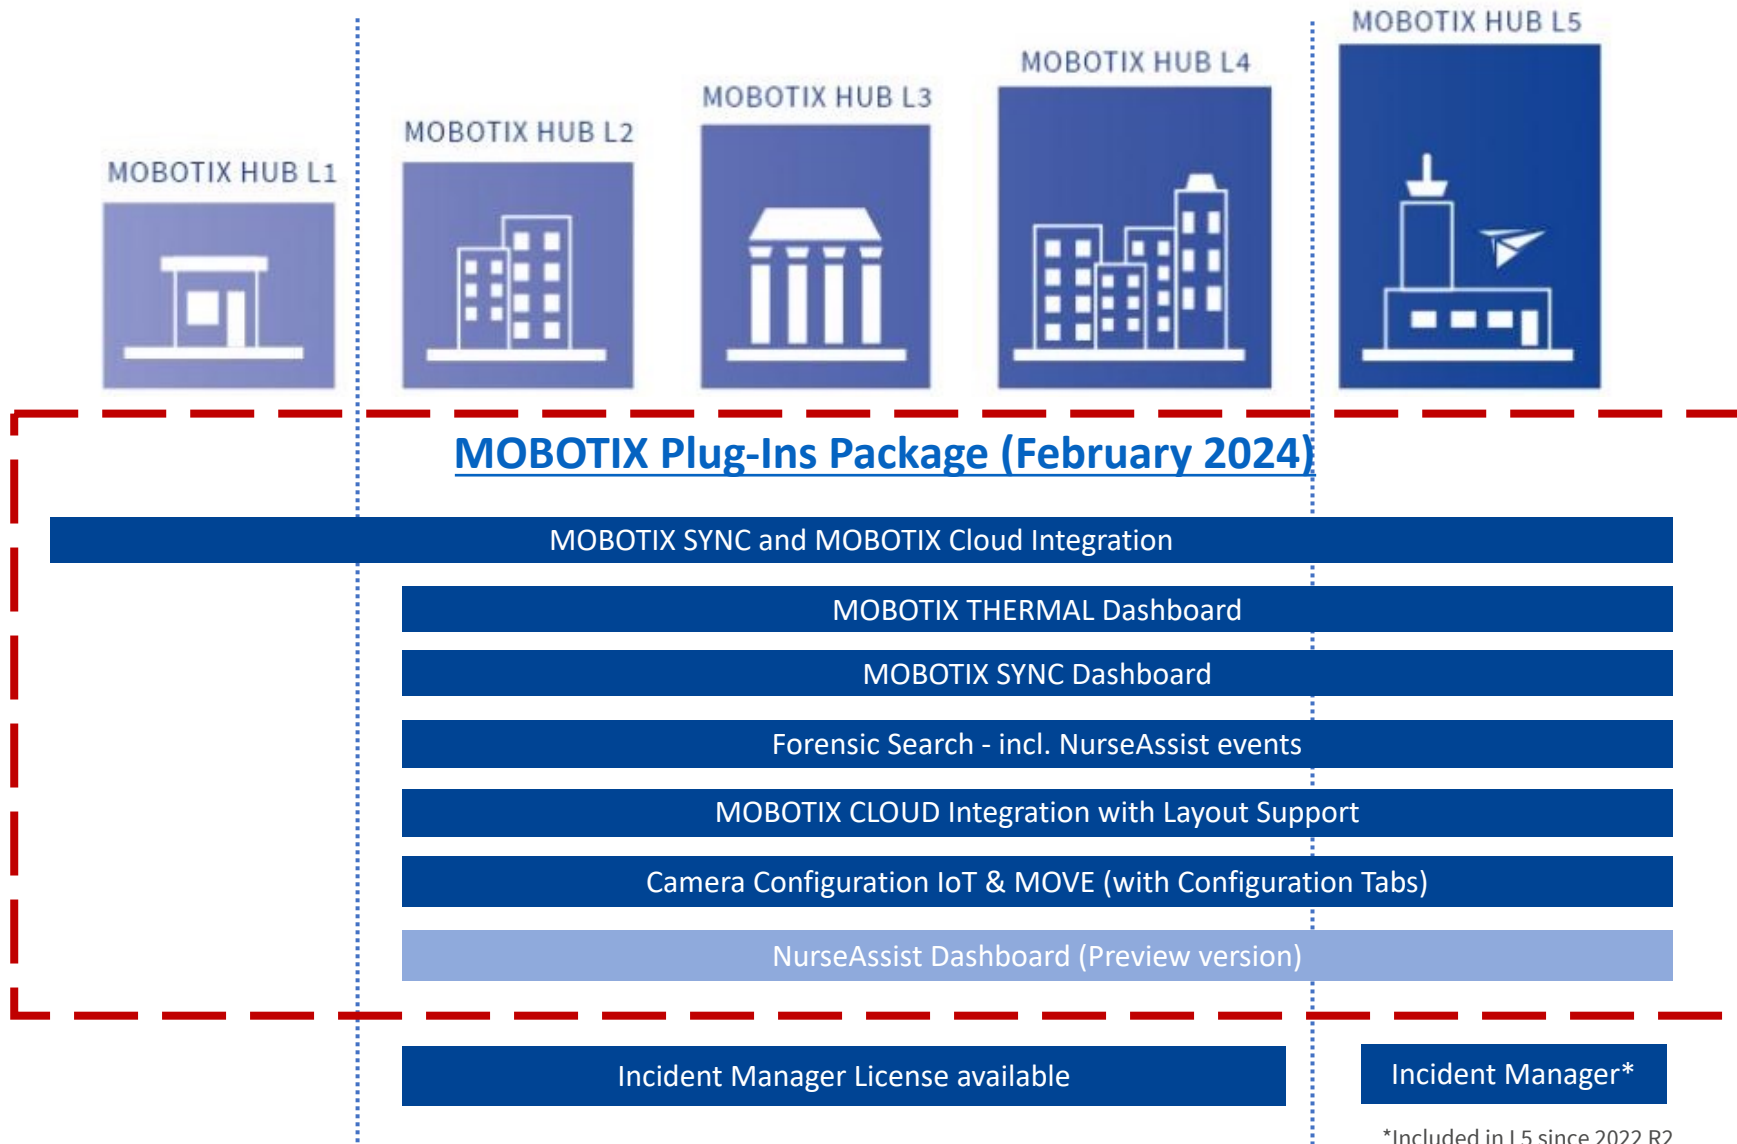 MOBOTIX HUB L5
MOBOTIX HUB L4
MOBOTIX HUB L3
MOBOTIX HUB L2
MOBOTIX HUB L1
MOBOTIX Plug-Ins Package (February 2024)
MOBOTIX SYNC and MOBOTIX Cloud Integration
MOBOTIX THERMAL Dashboard
MOBOTIX SYNC Dashboard
Forensic Search - incl. NurseAssist events
MOBOTIX CLOUD Integration with Layout Support
Camera Configuration IoT & MOVE (with Configuration Tabs)
NurseAssist Dashboard (Preview version)
Incident Manager License available
Incident Manager*
*Included in L5 since 2022 R2